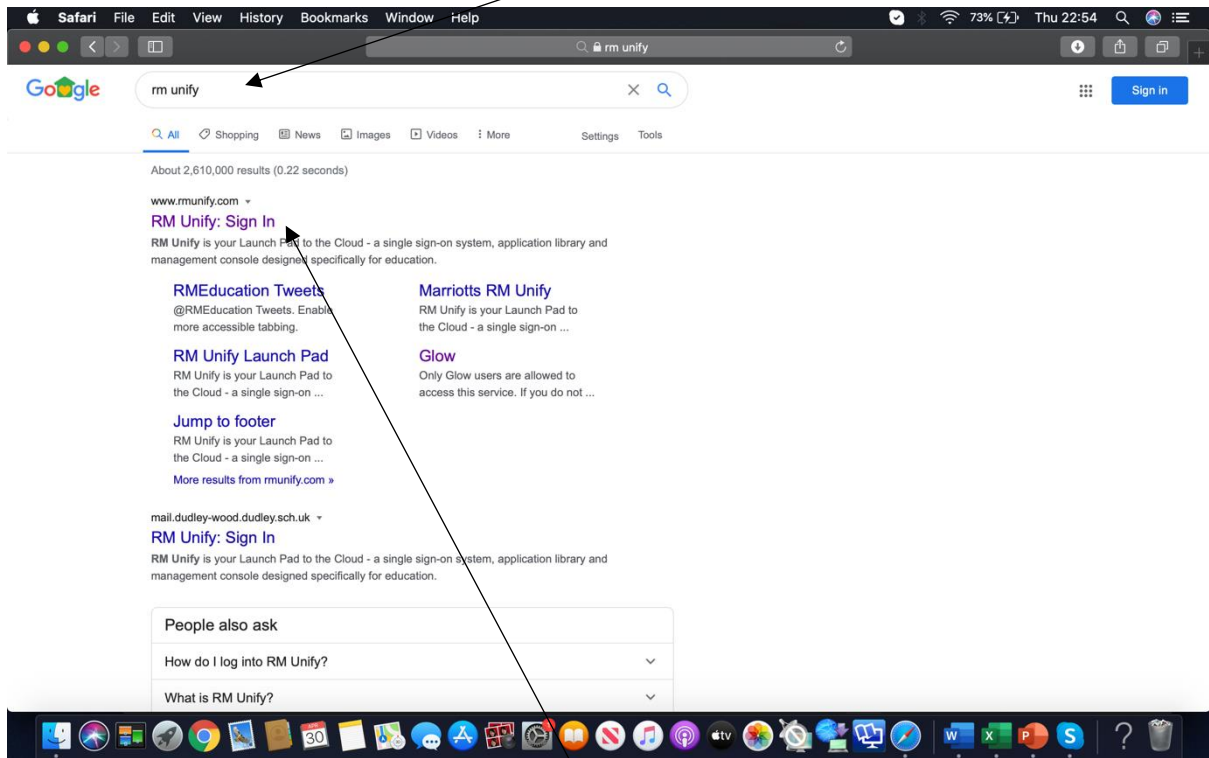 Safari File Edit View History Bookmarks Window Help 73% Thu 22:54
rm unify
Google rm unify Sign in
All Shopping News Images Videos More Settings Tools
About 2,610,000 results (0.22 seconds)
www.rmunify.com
RM Unify: Sign In
RM Unify is your Launch Pad to the Cloud - a single sign-on system, application library and
management console designed specifically for education.
RMEducation Tweets
@RMEducation Tweets. Enable
more accessible tabbing.
Marriotts RM Unify
RM Unify is your Launch Pad to
the Cloud - a single sign-on ...
RM Unify Launch Pad
RM Unify is your Launch Pad to
the Cloud - a single sign-on ...
Glow
Only Glow users are allowed to
access this service. If you do not ...
Jump to footer
RM Unify is your Launch Pad to
the Cloud - a single sign-on ...
More results from rmunify.com »
mail.dudley-wood.dudley.sch.uk
RM Unify: Sign In
RM Unify is your Launch Pad to the Cloud - a single sign-on system, application library and
management console designed specifically for education.
People also ask
How do I log into RM Unify?
What is RM Unify?
APR
30
tv
W X P S ?